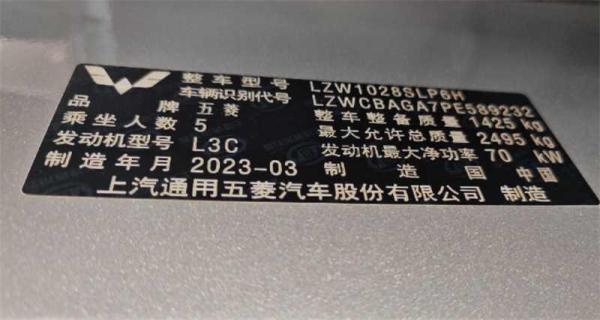 整车型号 LZW1028SLP6H
车辆识别代号 LZWCBAGA7PE589232
品牌 五菱 整车整备质量 1425 kg
乘坐人数 5 最大允许总质量 2495 kg
发动机型号 L3C 发动机最大净功率 70 kW
制造年月 2023-03 制造国 中国
上汽通用五菱汽车股份有限公司 制造